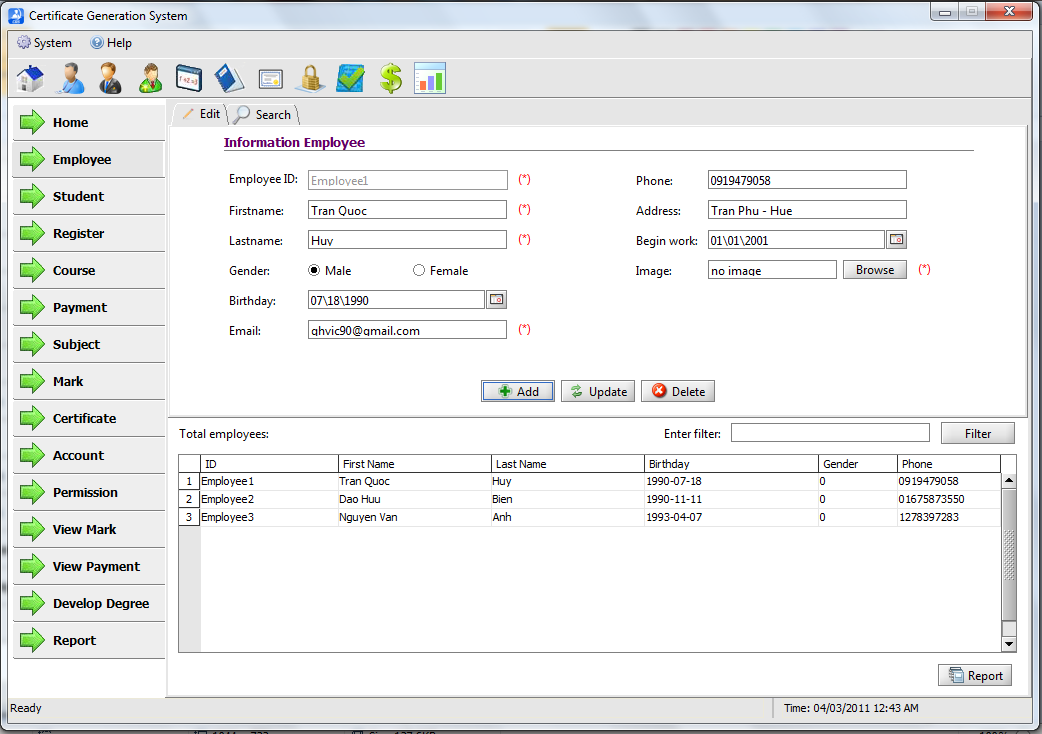 Certificate Generation System
System Help
Edit Search
Home
Employee
Student
Register
Course
Payment
Subject
Mark
Certificate
Account
Permission
View Mark
View Payment
Develop Degree
Report
Information Employee
Employee ID: Employee1 (*)
Firstname: Tran Quoc (*)
Lastname: Huy (*)
Gender: Male Female
Birthday: 07\18\1990
Email: qhvic90@gmail.com (*)
Phone: 0919479058
Address: Tran Phu - Hue
Begin work: 01\01\2001
Image: no image Browse (*)
Add Update Delete
Total employees: Enter filter: Filter
ID First Name Last Name Birthday Gender Phone
1 Employee1 Tran Quoc Huy 1990-07-18 0 0919479058
2 Employee2 Dao Huu Bien 1990-11-11 0 01675873550
3 Employee3 Nguyen Van Anh 1993-04-07 0 1278397283
Report
Ready Time: 04/03/2011 12:43 AM